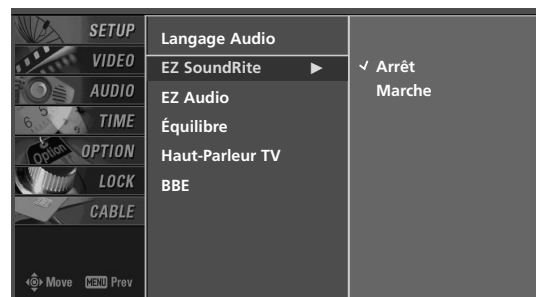 SETUP
VIDEO
AUDIO
TIME
OPTION
LOCK
CABLE
Move MENU Prev
Langage Audio
EZ SoundRite
EZ Audio
Équilibre
Haut-Parleur TV
BBE
Arrêt
Marche